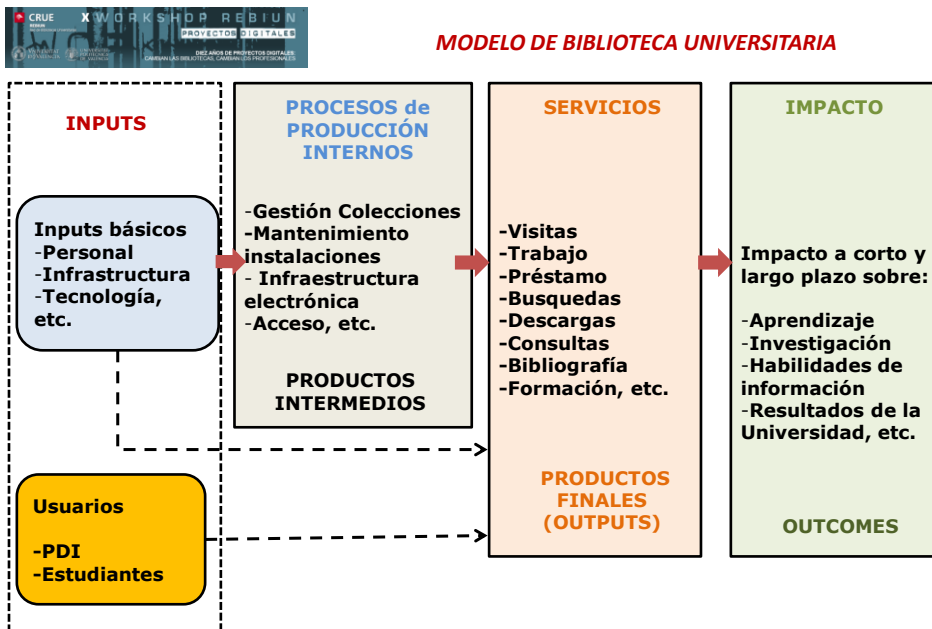 CRUE
REBIUN
X WORKSHOP REBIUN
PROYECTOS DIGITALES
DIEZ AÑOS DE PROYECTOS DIGITALES:
CAMBIAN LAS BIBLIOTECAS, CAMBIAN LOS PROFESIONALES
MODELO DE BIBLIOTECA UNIVERSITARIA
INPUTS
Inputs básicos
-Personal
-Infrastructura
-Tecnología,
etc.
Usuarios
-PDI
-Estudiantes
PROCESOS de
PRODUCCIÓN
INTERNOS
-Gestión Colecciones
-Mantenimiento
instalaciones
- Infraestructura
electrónica
-Acceso, etc.
PRODUCTOS
INTERMEDIOS
SERVICIOS
-Visitas
-Trabajo
-Préstamo
-Busquedas
-Descargas
-Consultas
-Bibliografía
-Formación, etc.
PRODUCTOS
FINALES
(OUTPUTS)
IMPACTO
Impacto a corto y
largo plazo sobre:
-Aprendizaje
-Investigación
-Habilidades de
información
-Resultados de la
Universidad, etc.
OUTCOMES